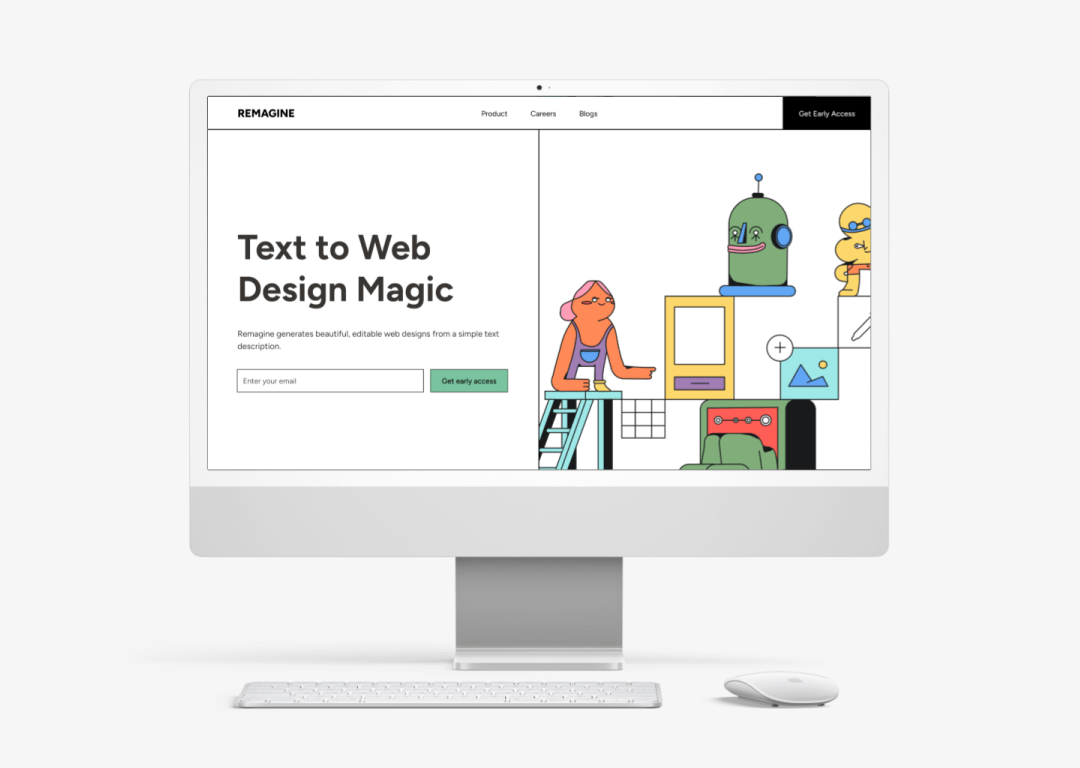 REMAGINE
Product
Careers
Blogs
Get Early Access
Text to Web
Design Magic
Remagine generates beautiful, editable web designs from a simple text
description.
Enter your email
Get early access